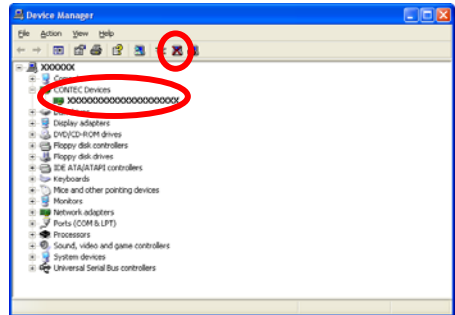 Device Manager
File Action View Help
XXXXXX
CONTEC Devices
XXXXXXXXXXXXXXXXXXXX
Display adapters
DVD/CD-ROM drives
Floppy disk controllers
Floppy disk drives
IDE ATA/ATAPI controllers
Keyboards
Mice and other pointing devices
Monitors
Network adapters
Ports (COM & LPT)
Processors
Sound, video and game controllers
System devices
Universal Serial Bus controllers